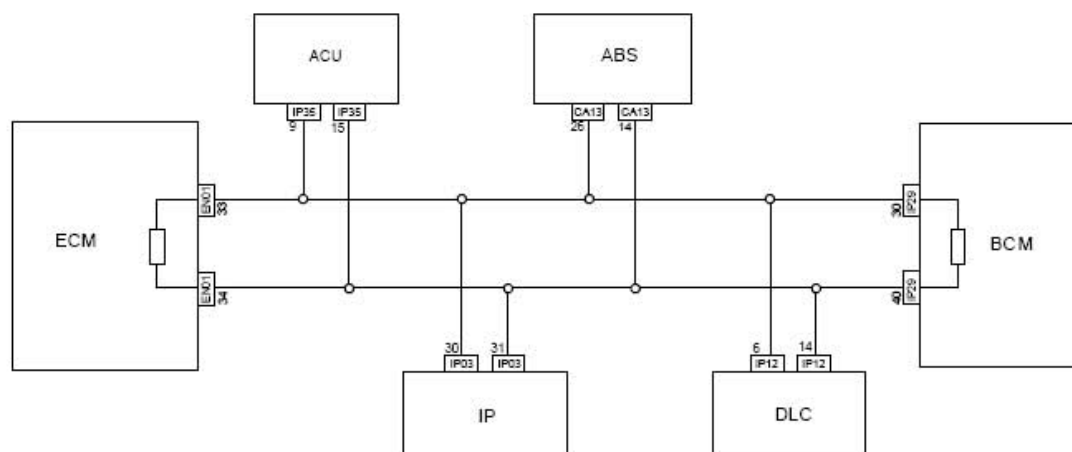 ACU
ABS
IP35
IP35
CA13
CA13
9
15
26
14
EN01
33
30
IP29
ECM
BCM
EN01
34
40
IP29
30
31
6
14
IP03
IP03
IP12
IP12
IP
DLC